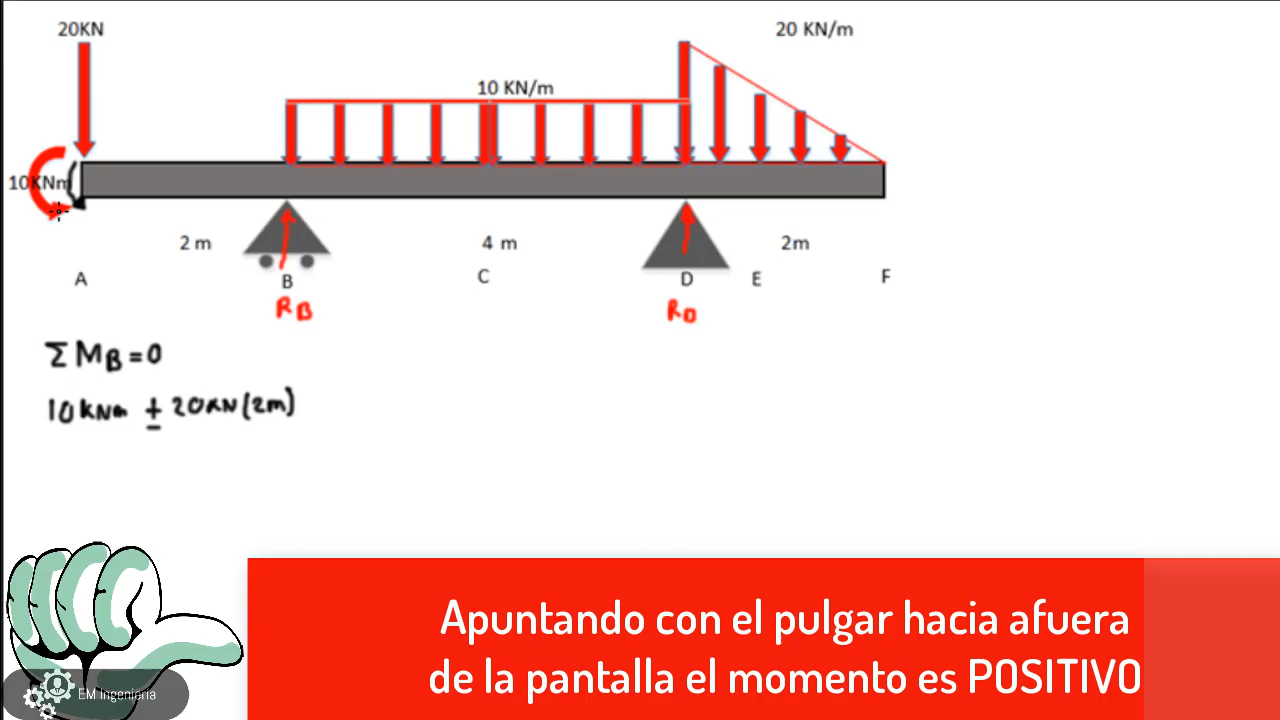 20KN
20 KN/m
10 KN/m
10KNm
2 m
4 m
2m
A
B
C
D
E
F
RB
RD
ΣMB=0
10KNm + 20KN(2m)
Apuntando con el pulgar hacia afuera
de la pantalla el momento es POSITIVO
EM Ingeniería